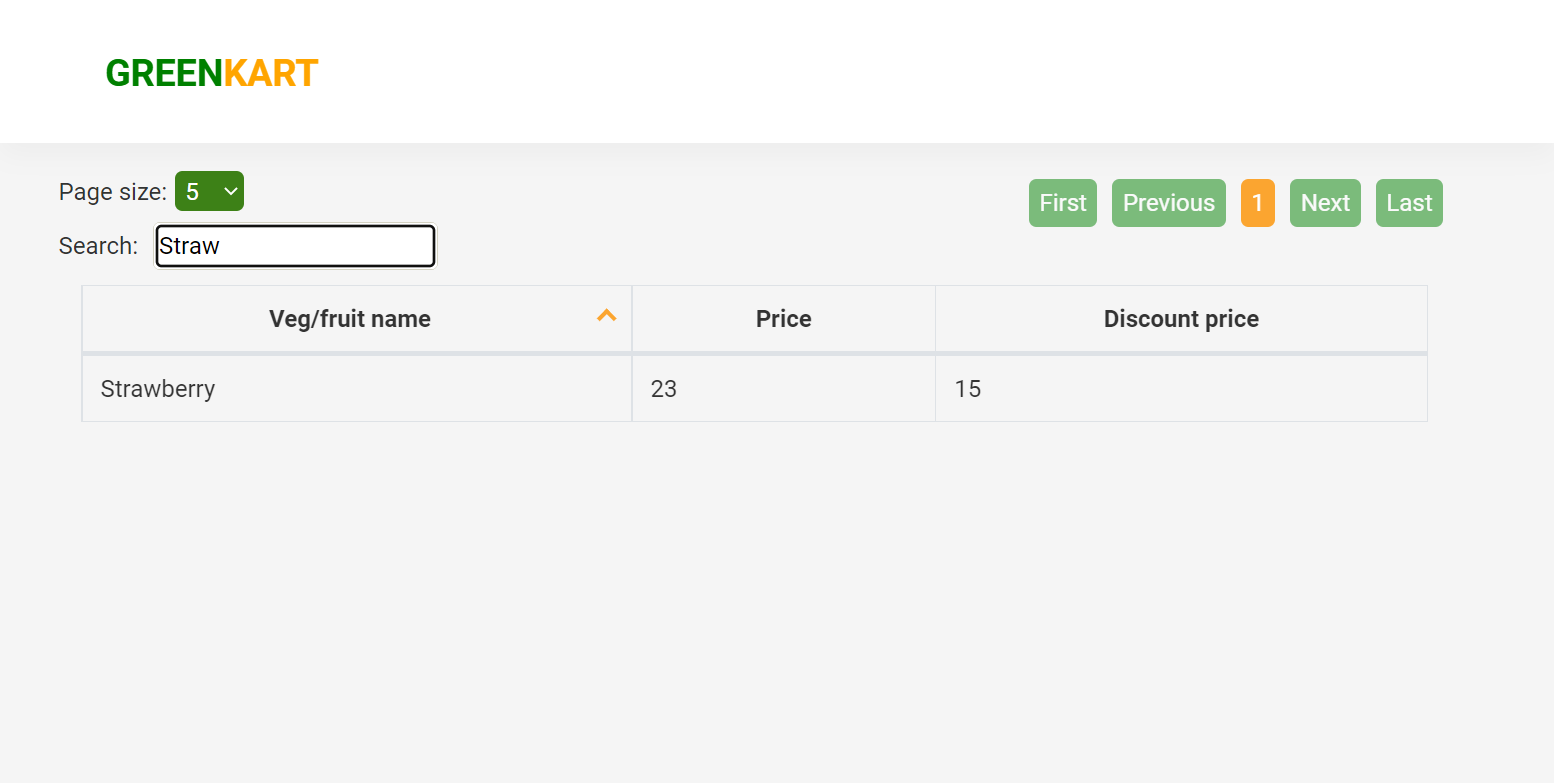 GREENKART
Page size: 5
First Previous 1 Next Last
Search: Straw
Veg/fruit name Price Discount price
Strawberry 23 15